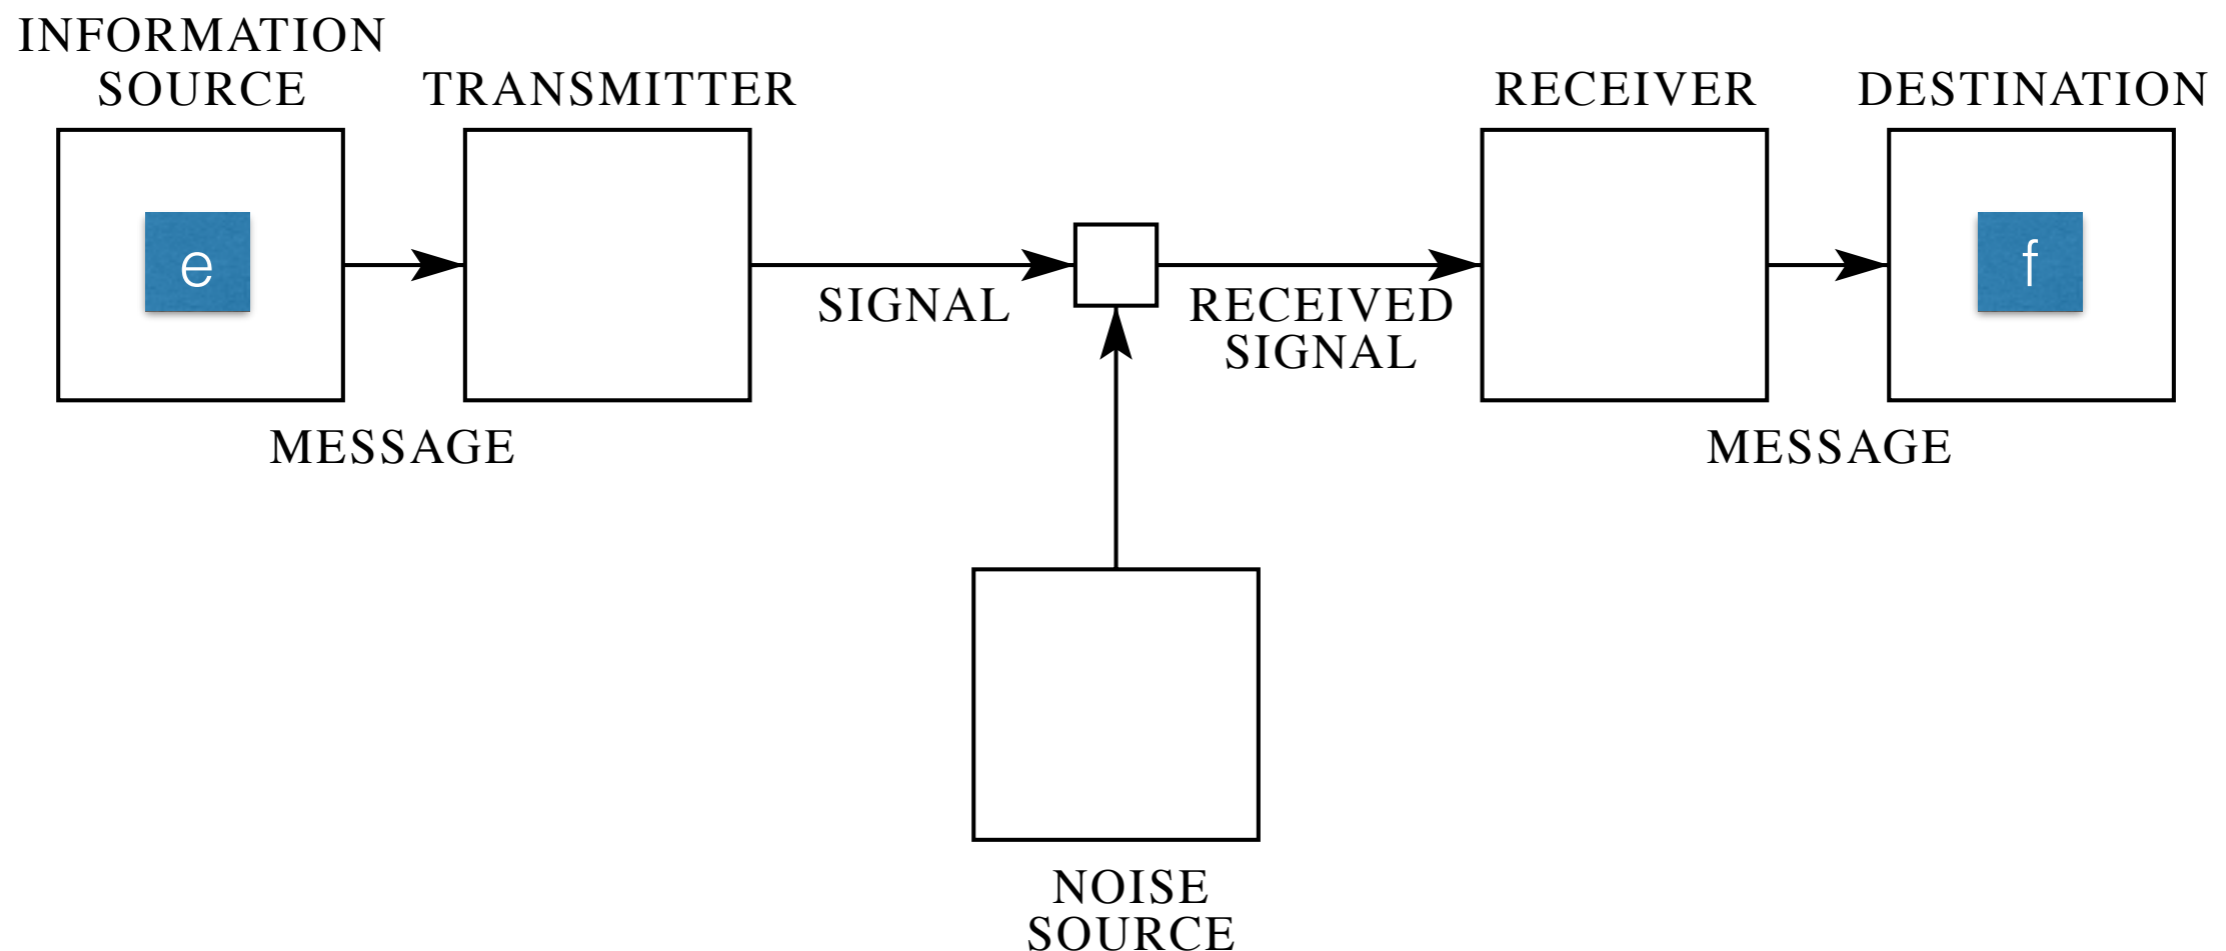 INFORMATION
SOURCE
TRANSMITTER
RECEIVER
DESTINATION
e
f
SIGNAL
RECEIVED
SIGNAL
MESSAGE
MESSAGE
NOISE
SOURCE